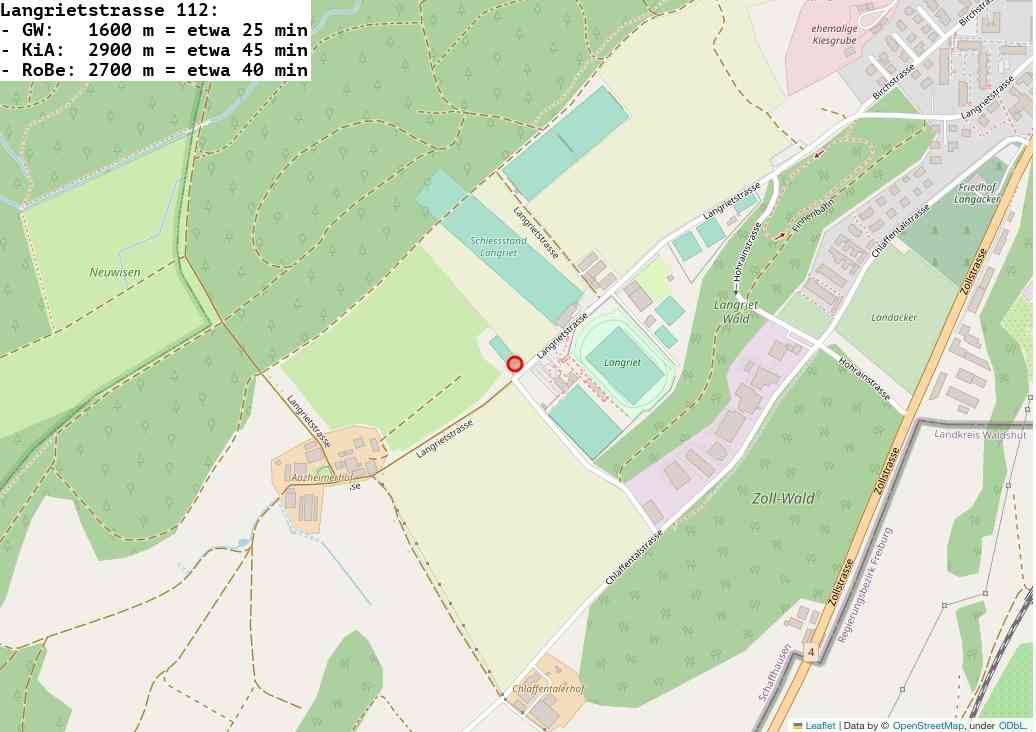 Langrietstrasse 112:
- GW: 1600 m = etwa 25 min
- KiA: 2900 m = etwa 45 min
- RoBe: 2700 m = etwa 40 min
ehemalige
Kiesgrube
Birchstrasse
Birchstrasse
Langrietstrasse
Langrietstrasse
Friedhof
Langacker
Finnenbahn
Chlaffentalstrasse
Langrietstrasse
Schiessstand
Langriet
Hohrainstrasse
Zollstrasse
Neuwisen
Langriet
Wald
Landacker
Langrietstrasse
Langriet
Hohrainstrasse
Langrietstrasse
Langrietstrasse
Landkreis Waldshut
Aazheimerhof
sse
Zollstrasse
Zoll-Wald
Chlaffentalstrasse
Zollstrasse
Regierungsbezirk Freiburg
4
Schaffhausen
Chlaffentalerhof
Leaflet | Data by © OpenStreetMap, under ODbL.